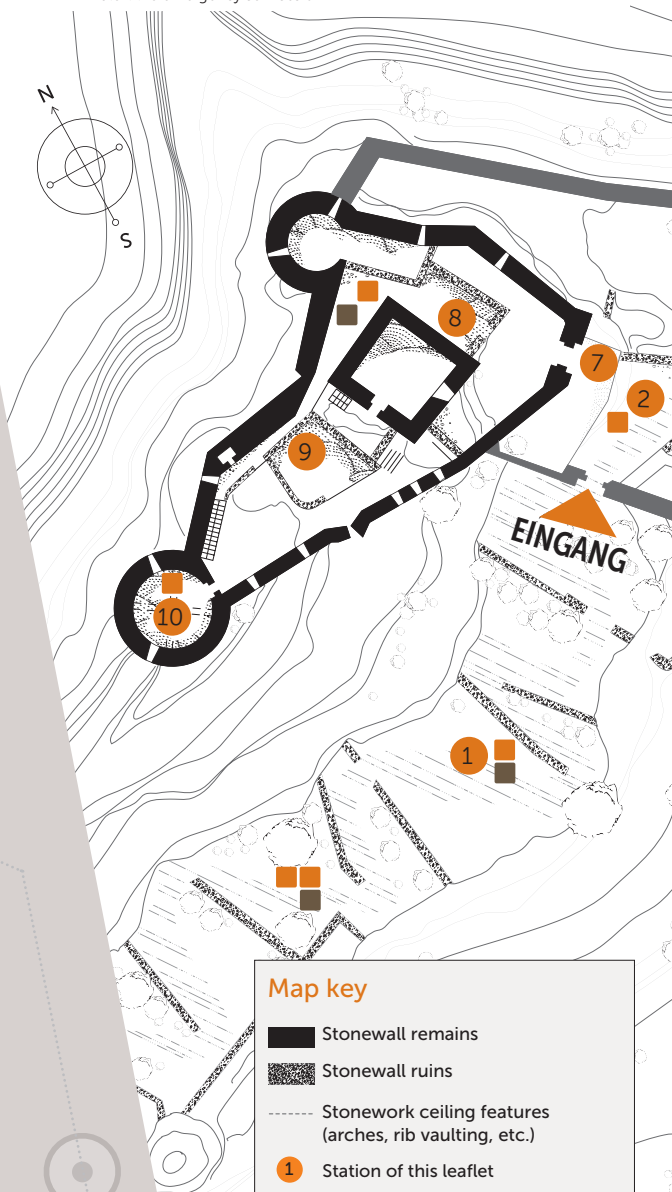 N
S
8
7
2
9
EINGANG
10
1
Map key
Stonewall remains
Stonewall ruins
Stonework ceiling features
(arches, rib vaulting, etc.)
1 Station of this leaflet